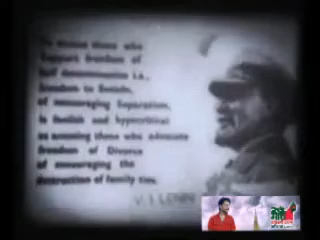 To accuse those who
support freedom of
self determination i.e.,
freedom to Secede,
of encouraging Separation,
is foolish and hypocritical
as accusing those who advocate
freedom of Divorce
of encouraging the
destruction of family ties.
V. I. LENIN